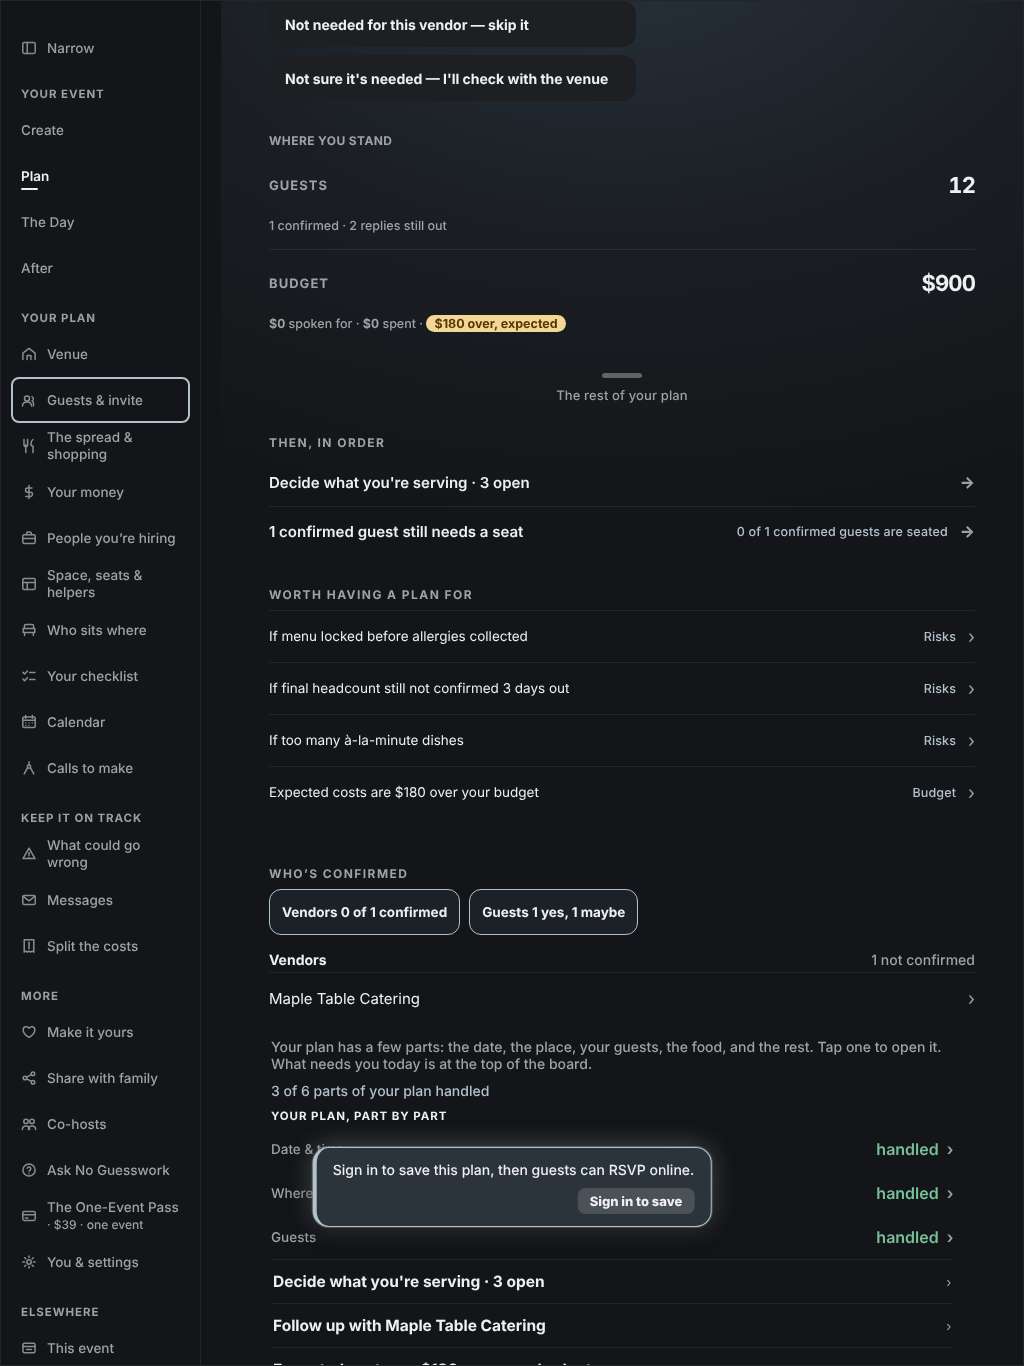 Narrow
YOUR EVENT
Create
Plan
The Day
After
YOUR PLAN
Venue
Guests & invite
The spread &
shopping
Your money
People you're hiring
Space, seats &
helpers
Who sits where
Your checklist
Calendar
Calls to make
KEEP IT ON TRACK
What could go
wrong
Messages
Split the costs
MORE
Make it yours
Share with family
Co-hosts
Ask No Guesswork
The One-Event Pass
· $39 · one event
You & settings
ELSEWHERE
This event
Not needed for this vendor — skip it
Not sure it's needed — I'll check with the venue
WHERE YOU STAND
GUESTS 12
1 confirmed · 2 replies still out
BUDGET $900
$0 spoken for · $0 spent · $180 over, expected
The rest of your plan
THEN, IN ORDER
Decide what you're serving · 3 open
1 confirmed guest still needs a seat 0 of 1 confirmed guests are seated
WORTH HAVING A PLAN FOR
If menu locked before allergies collected Risks
If final headcount still not confirmed 3 days out Risks
If too many à-la-minute dishes Risks
Expected costs are $180 over your budget Budget
WHO'S CONFIRMED
Vendors 0 of 1 confirmed Guests 1 yes, 1 maybe
Vendors 1 not confirmed
Maple Table Catering
Your plan has a few parts: the date, the place, your guests, the food, and the rest. Tap one to open it.
What needs you today is at the top of the board.
3 of 6 parts of your plan handled
YOUR PLAN, PART BY PART
Date & handled
Sign in to save this plan, then guests can RSVP online.
Where handled
Sign in to save
Guests handled
Decide what you're serving · 3 open
Follow up with Maple Table Catering